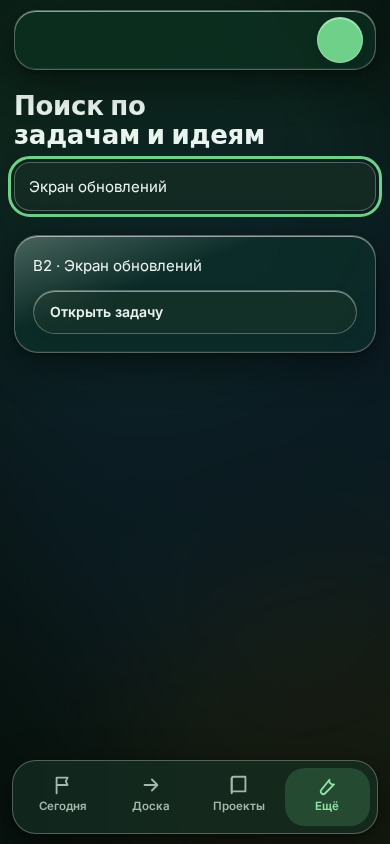 Поиск по
задачам и идеям
Экран обновлений
B2 · Экран обновлений
Открыть задачу
Сегодня
Доска
Проекты
Ещё